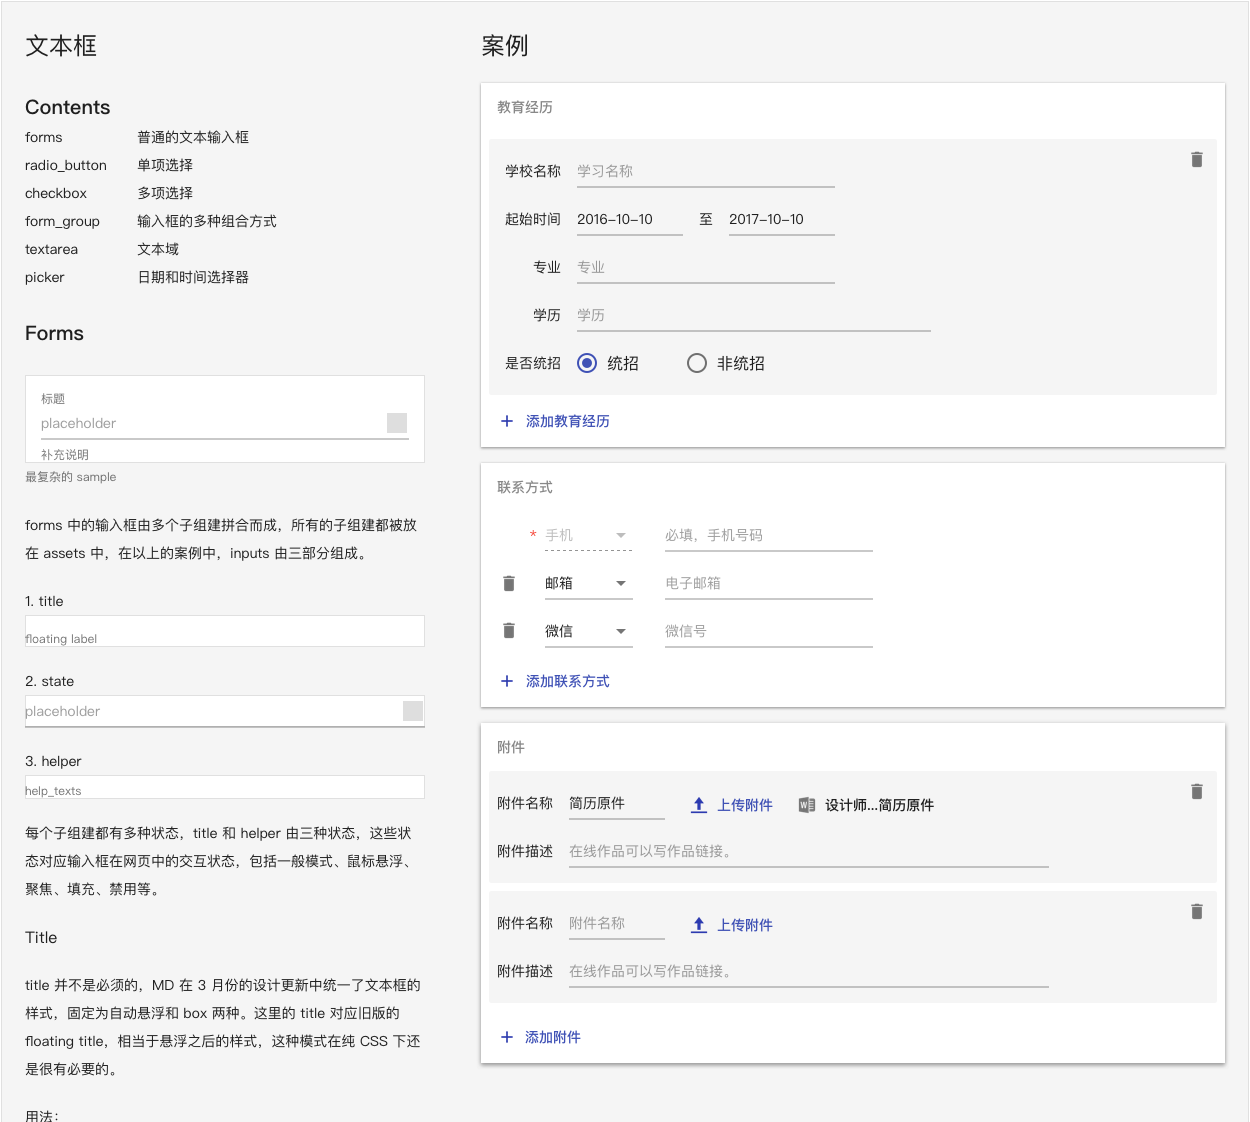 文本框
Contents
forms 普通的文本输入框
radio_button 单项选择
checkbox 多项选择
form_group 输入框的多种组合方式
textarea 文本域
picker 日期和时间选择器
Forms
标题
placeholder
补充说明
最复杂的 sample
forms 中的输入框由多个子组建拼合而成，所有的子组建都被放
在 assets 中，在以上的案例中，inputs 由三部分组成。
1. title
floating label
2. state
placeholder
3. helper
help_texts
每个子组建都有多种状态，title 和 helper 由三种状态，这些状
态对应输入框在网页中的交互状态，包括一般模式、鼠标悬浮、
聚焦、填充、禁用等。
Title
title 并不是必须的，MD 在 3 月份的设计更新中统一了文本框的
样式，固定为自动悬浮和 box 两种。这里的 title 对应旧版的
floating title，相当于悬浮之后的样式，这种模式在纯 CSS 下还
是很有必要的。
用法：
案例
教育经历
学校名称 学习名称
起始时间 2016-10-10 至 2017-10-10
专业 专业
学历 学历
是否统招 统招 非统招
+ 添加教育经历
联系方式
* 手机 必填，手机号码
邮箱 电子邮箱
微信 微信号
+ 添加联系方式
附件
附件名称 简历原件 上传附件 W 设计师...简历原件
附件描述 在线作品可以写作品链接。
附件名称 附件名称 上传附件
附件描述 在线作品可以写作品链接。
+ 添加附件